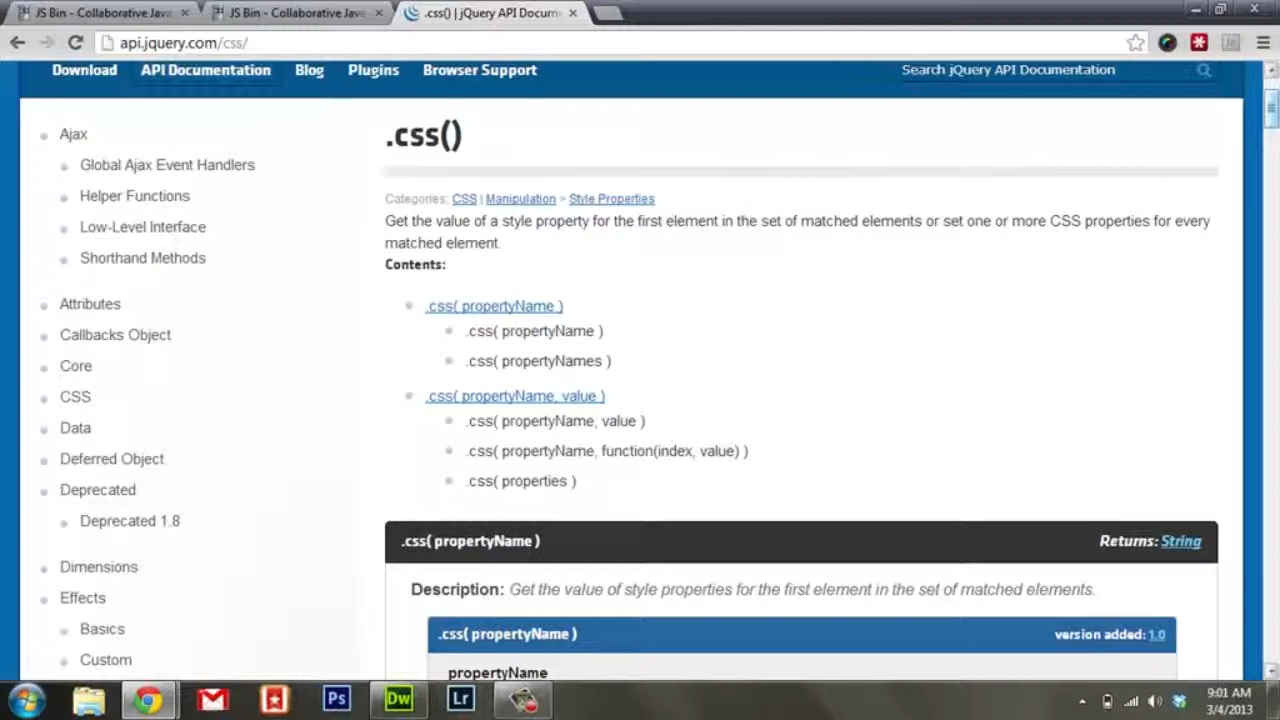 JS Bin - Collaborative Java
JS Bin - Collaborative Java
.css() | jQuery API Docum
api.jquery.com/css/
Download API Documentation Blog Plugins Browser Support Search jQuery API Documentation
Ajax
Global Ajax Event Handlers
Helper Functions
Low-Level Interface
Shorthand Methods
Attributes
Callbacks Object
Core
CSS
Data
Deferred Object
Deprecated
Deprecated 1.8
Dimensions
Effects
Basics
Custom
.css()
Categories: CSS | Manipulation > Style Properties
Get the value of a style property for the first element in the set of matched elements or set one or more CSS properties for every
matched element.
Contents:
.css( propertyName )
.css( propertyName )
.css( propertyNames )
.css( propertyName, value )
.css( propertyName, value )
.css( propertyName, function(index, value) )
.css( properties )
.css( propertyName ) Returns: String
Description: Get the value of style properties for the first element in the set of matched elements.
.css( propertyName ) version added: 1.0
propertyName
Ps
Dw
Lr
9:01 AM
3/4/2013